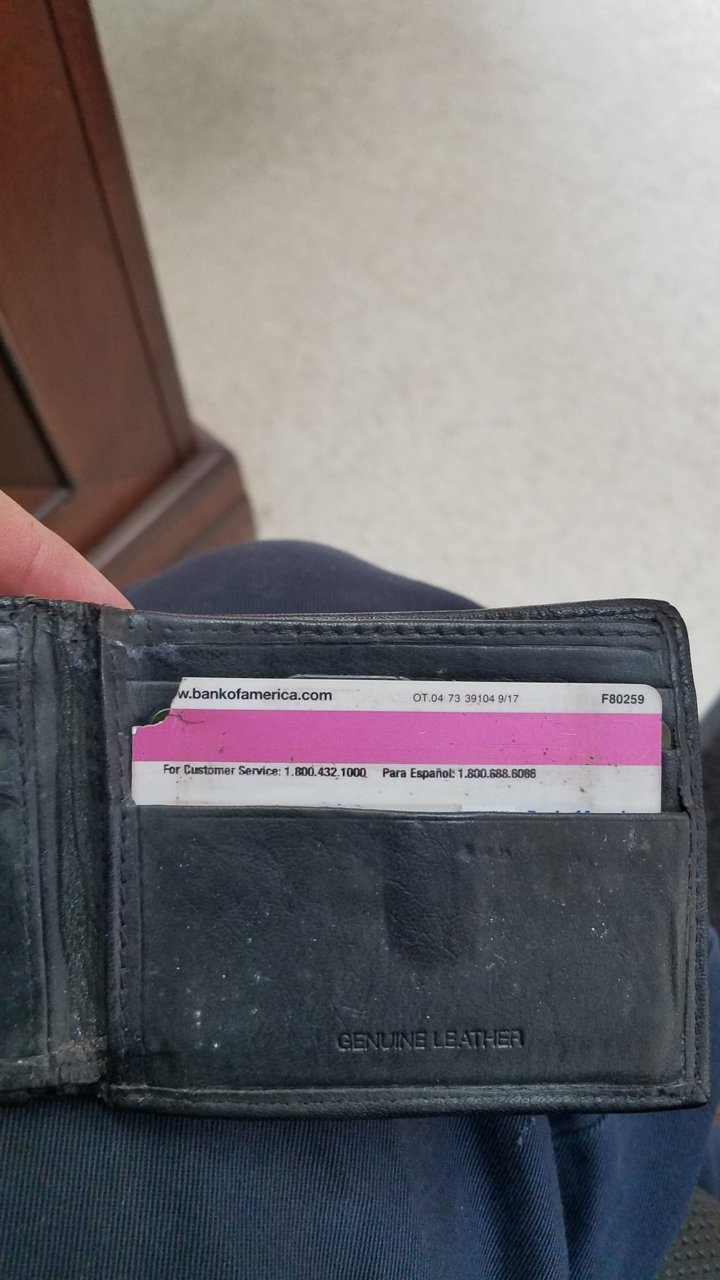 w.bankofamerica.com OT.04 73 39104 9/17 F80259
For Customer Service: 1.800.432.1000 Para Español: 1.800.688.6086
GENUINE LEATHER